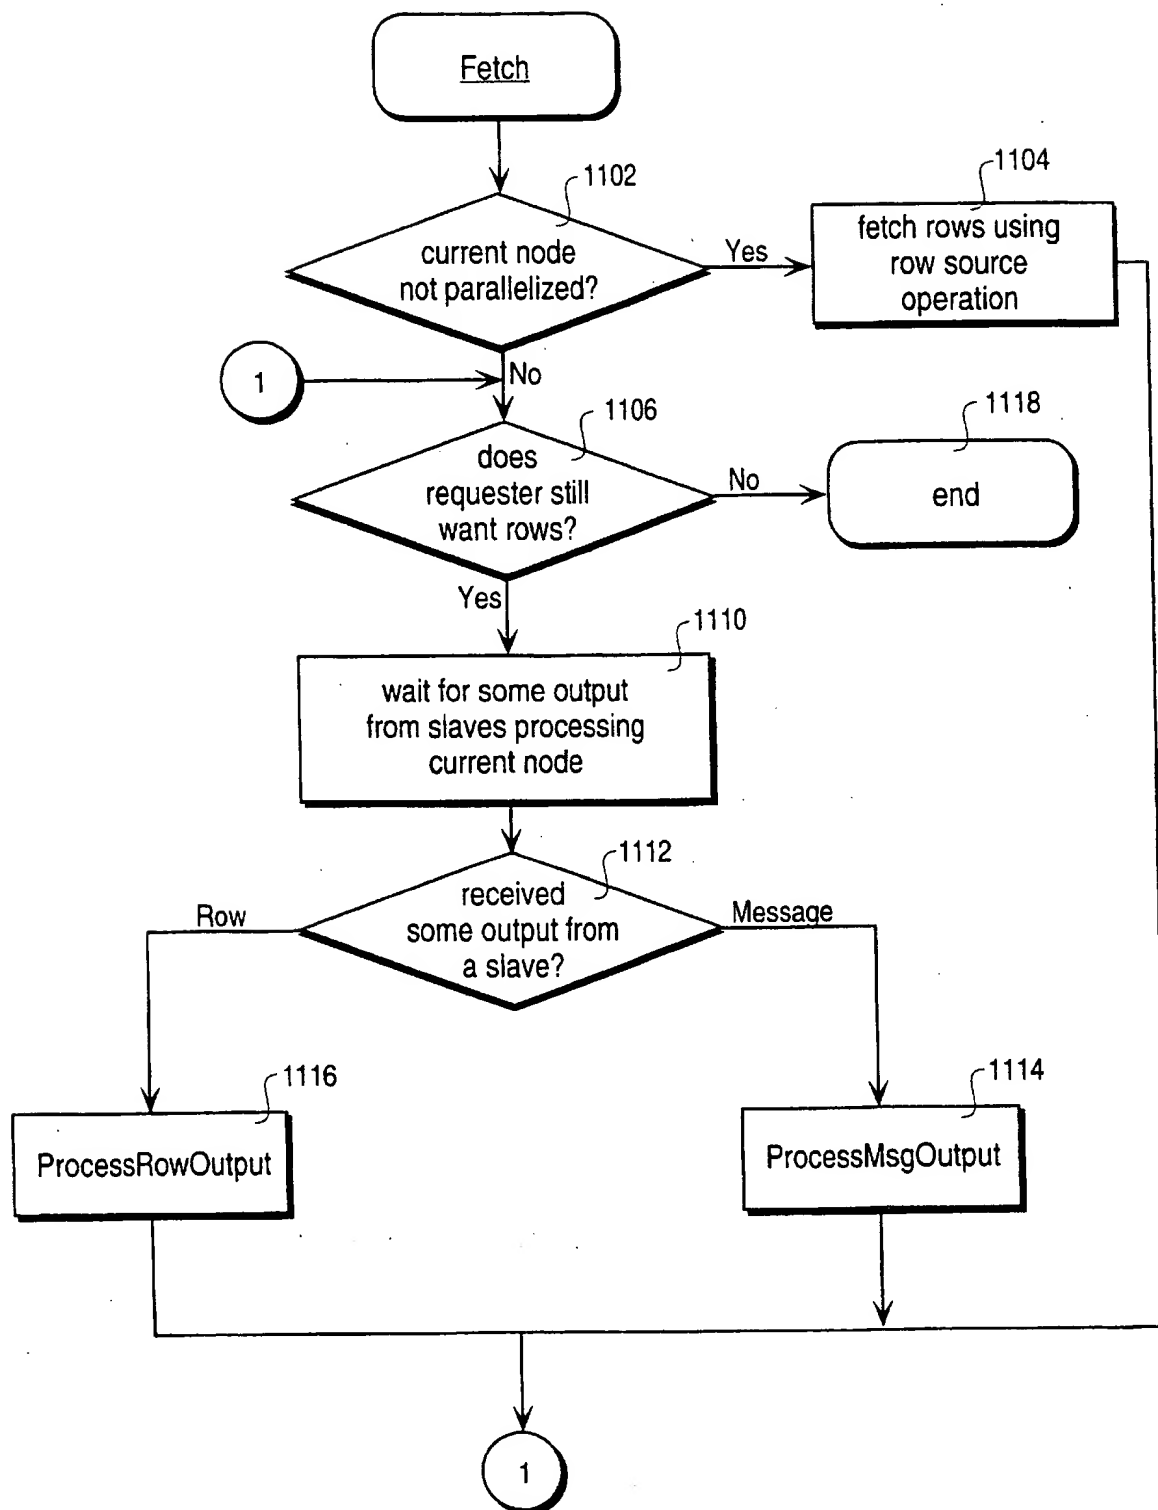 Fetch
1102
current node
not parallelized?
Yes
1104
fetch rows using
row source
operation
1
No
1106
does
requester still
want rows?
No
1118
end
Yes
1110
wait for some output
from slaves processing
current node
1112
received
some output from
a slave?
Row
Message
1116
ProcessRowOutput
1114
ProcessMsgOutput
1